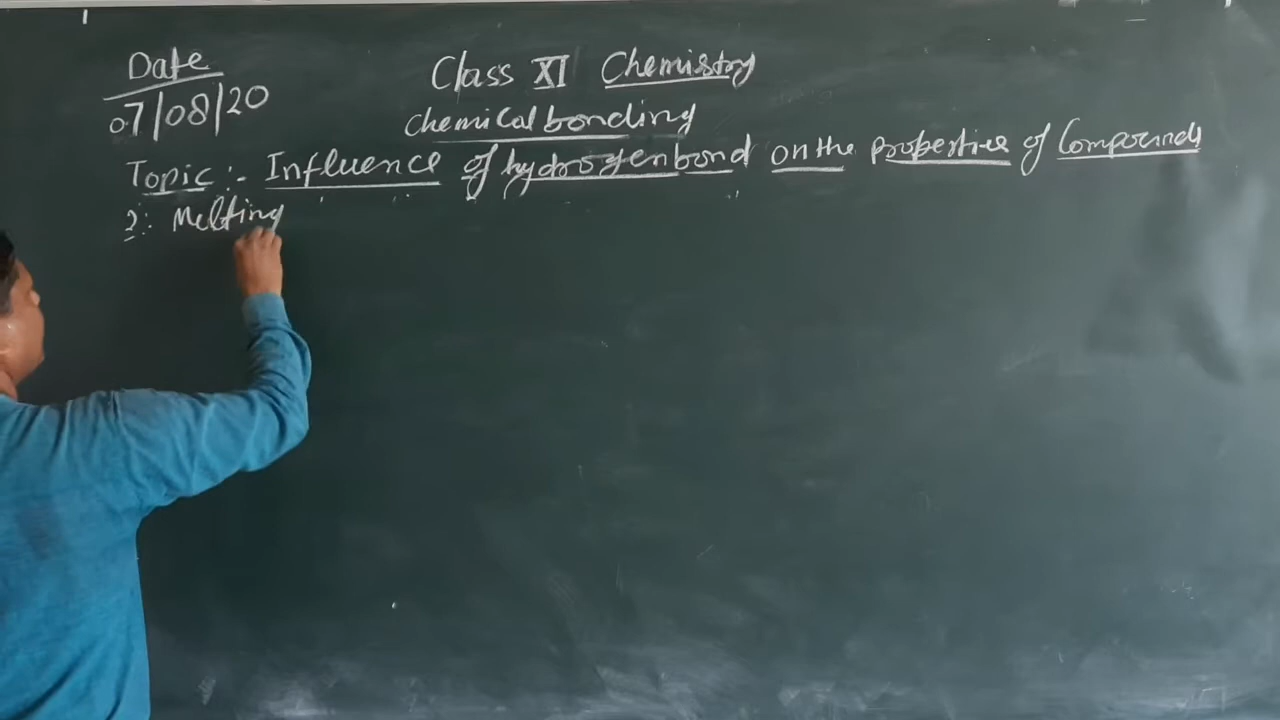 Date
07/08/20
Class XI Chemistry
Chemical bonding
Topic :- Influence of hydrogen bond on the properties of Compounds
2: Melting